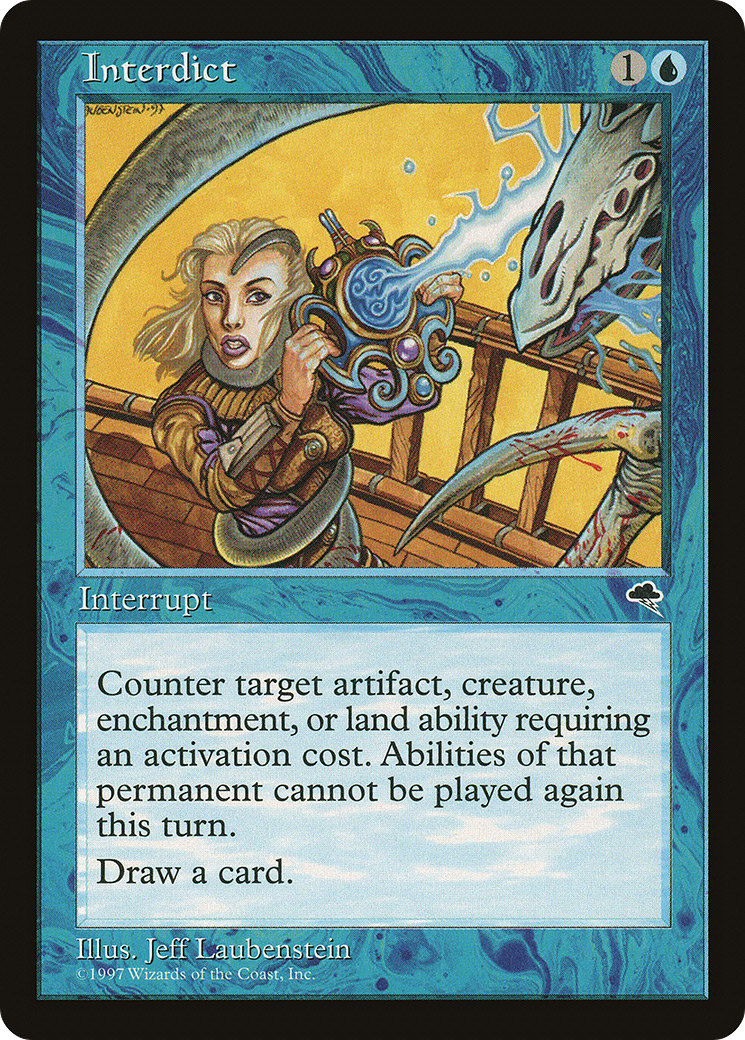 Interdict
1
Interrupt
Counter target artifact, creature,
enchantment, or land ability requiring
an activation cost. Abilities of that
permanent cannot be played again
this turn.
Draw a card.
Illus. Jeff Laubenstein
©1997 Wizards of the Coast, Inc.